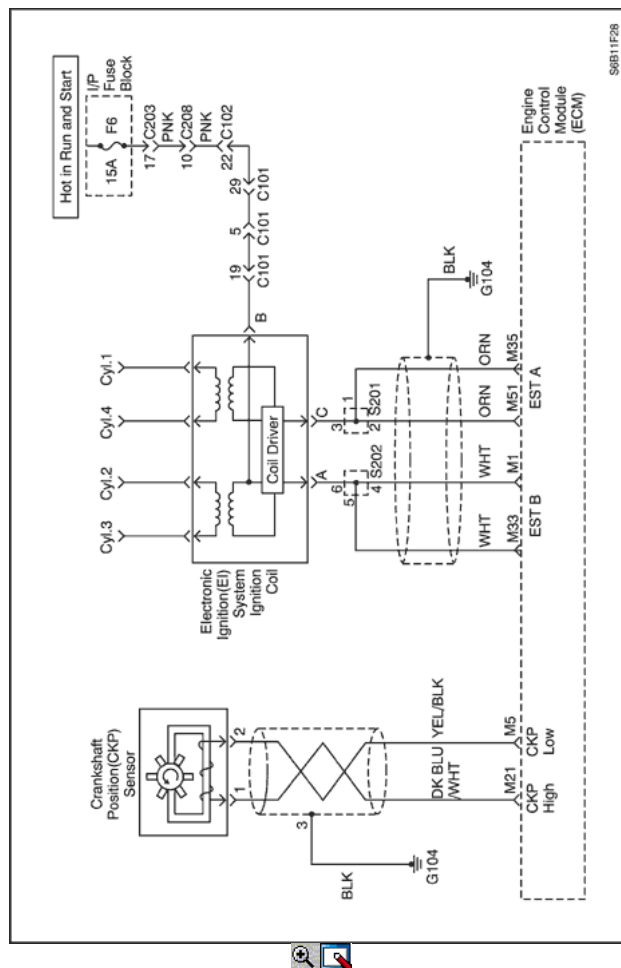 S6B11F28
Hot in Run and Start
I/P
Fuse
Block
F6
15A
17
C203
PNK
10
C208
PNK
22
C102
29
C101
5
C101
19
C101
B
Cyl.1
Cyl.4
Cyl.2
Cyl.3
Coil Driver
Electronic
Ignition(EI)
System
Ignition
Coil
C
A
3
1
2
S201
6
5
4
S202
BLK
G104
ORN
ORN
WHT
WHT
M35
M51
M1
M33
EST A
EST B
Engine
Control
Module
(ECM)
Crankshaft
Position(CKP)
Sensor
2
1
3
BLK
G104
YEL/BLK
DK BLU
/WHT
M5
M21
CKP
Low
CKP
High